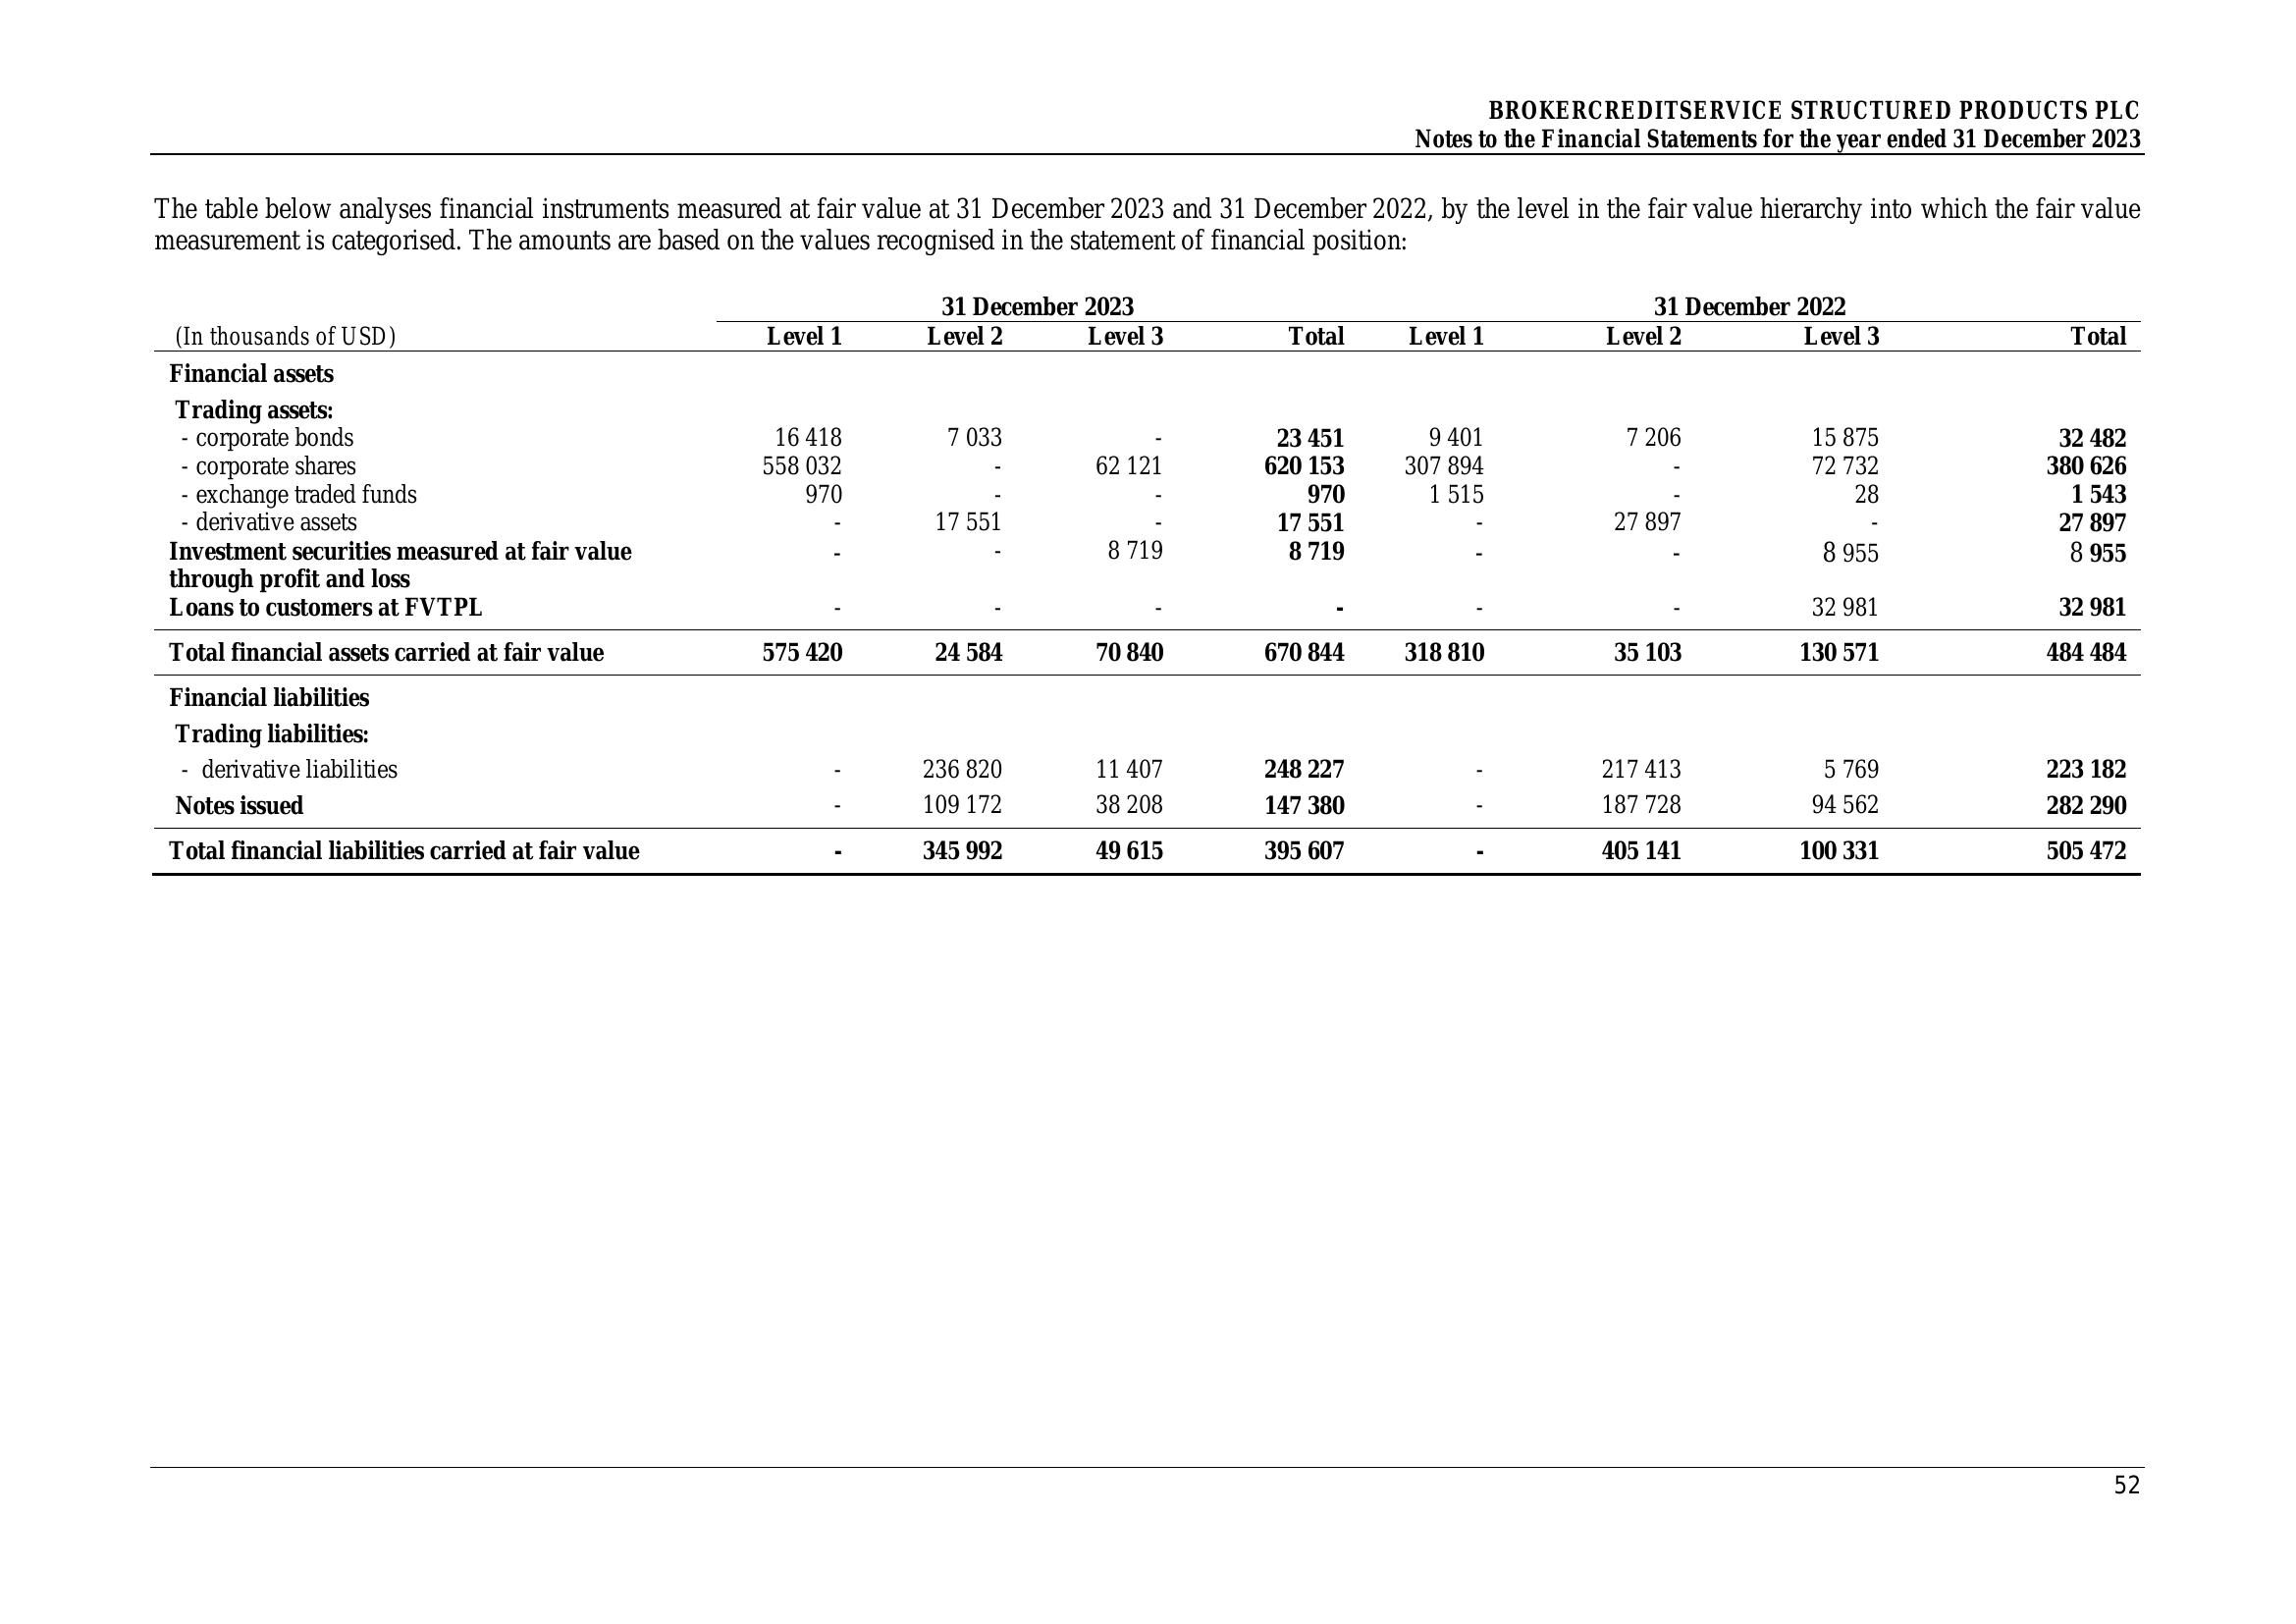 BROKERCREDITSERVICE STRUCTURED PRODUCTS PLC
Notes to the Financial Statements for the year ended 31 December 2023
The table below analyses financial instruments measured at fair value at 31 December 2023 and 31 December 2022, by the level in the fair value hierarchy into which the fair value
measurement is categorised. The amounts are based on the values recognised in the statement of financial position:
31 December 2023 31 December 2022
(In thousands of USD) Level 1 Level 2 Level 3 Total Level 1 Level 2 Level 3 Total
Financial assets
Trading assets:
- corporate bonds 16 418 7 033 - 23 451 9 401 7 206 15 875 32 482
- corporate shares 558 032 - 62 121 620 153 307 894 - 72 732 380 626
- exchange traded funds 970 - - 970 1 515 - 28 1 543
- derivative assets - 17 551 - 17 551 - 27 897 - 27 897
Investment securities measured at fair value - - 8 719 8 719 - - 8 955 8 955
through profit and loss
Loans to customers at FVTPL - - - - - - 32 981 32 981
Total financial assets carried at fair value 575 420 24 584 70 840 670 844 318 810 35 103 130 571 484 484
Financial liabilities
Trading liabilities:
- derivative liabilities - 236 820 11 407 248 227 - 217 413 5 769 223 182
Notes issued - 109 172 38 208 147 380 - 187 728 94 562 282 290
Total financial liabilities carried at fair value - 345 992 49 615 395 607 - 405 141 100 331 505 472
52